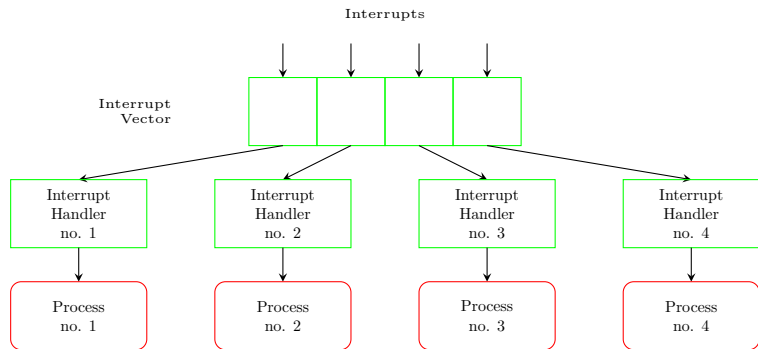 Interrupts
Interrupt
Vector
Interrupt
Handler
no. 1
Interrupt
Handler
no. 2
Interrupt
Handler
no. 3
Interrupt
Handler
no. 4
Process
no. 1
Process
no. 2
Process
no. 3
Process
no. 4